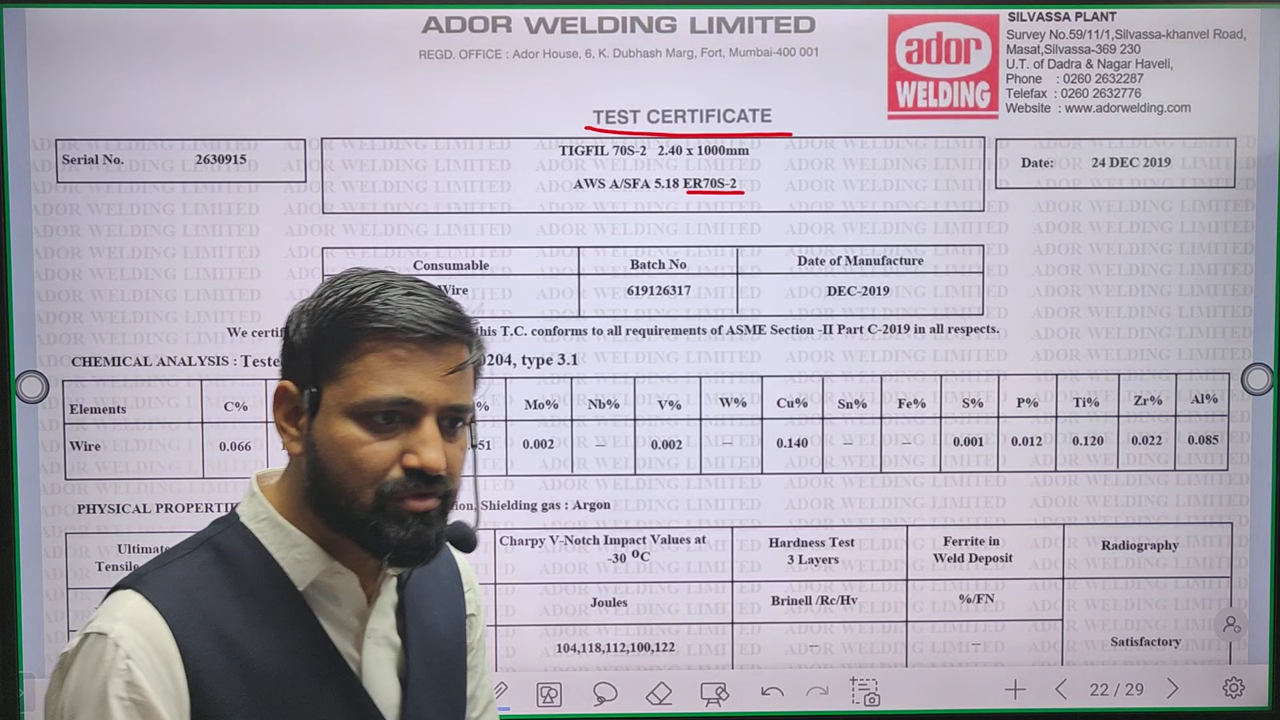 ADOR WELDING LIMITED
REGD. OFFICE : Ador House, 6, K. Dubhash Marg, Fort, Mumbai-400 001
ador
WELDING
SILVASSA PLANT
Survey No.59/11/1,Silvassa-khanvel Road,
Masat,Silvassa-369 230
U.T. of Dadra & Nagar Haveli,
Phone : 0260 2632287
Telefax : 0260 2632776
Website : www.adorwelding.com
TEST CERTIFICATE
Serial No. 2630915
TIGFIL 70S-2 2.40 x 1000mm
AWS A/SFA 5.18 ER70S-2
Date: 24 DEC 2019
Consumable Batch No Date of Manufacture
Wire 619126317 DEC-2019
We this T.C. conforms to all requirements of ASME Section -II Part C-2019 in all respects.
CHEMICAL ANALYSIS : type 3.1
Elements C% % Mo% Nb% V% W% Cu% Sn% Fe% S% P% Ti% Zr% Al%
Wire 0.066 0.002 — 0.002 — 0.140 — — 0.001 0.012 0.120 0.022 0.085
PHYSICAL Shielding gas : Argon
Ultimate Charpy V-Notch Impact Values at Hardness Test Ferrite in Radiography
Tensile -30 ⁰C 3 Layers Weld Deposit
Joules Brinell /Rc/Hv %/FN
104,118,112,100,122 — — Satisfactory
22 / 29